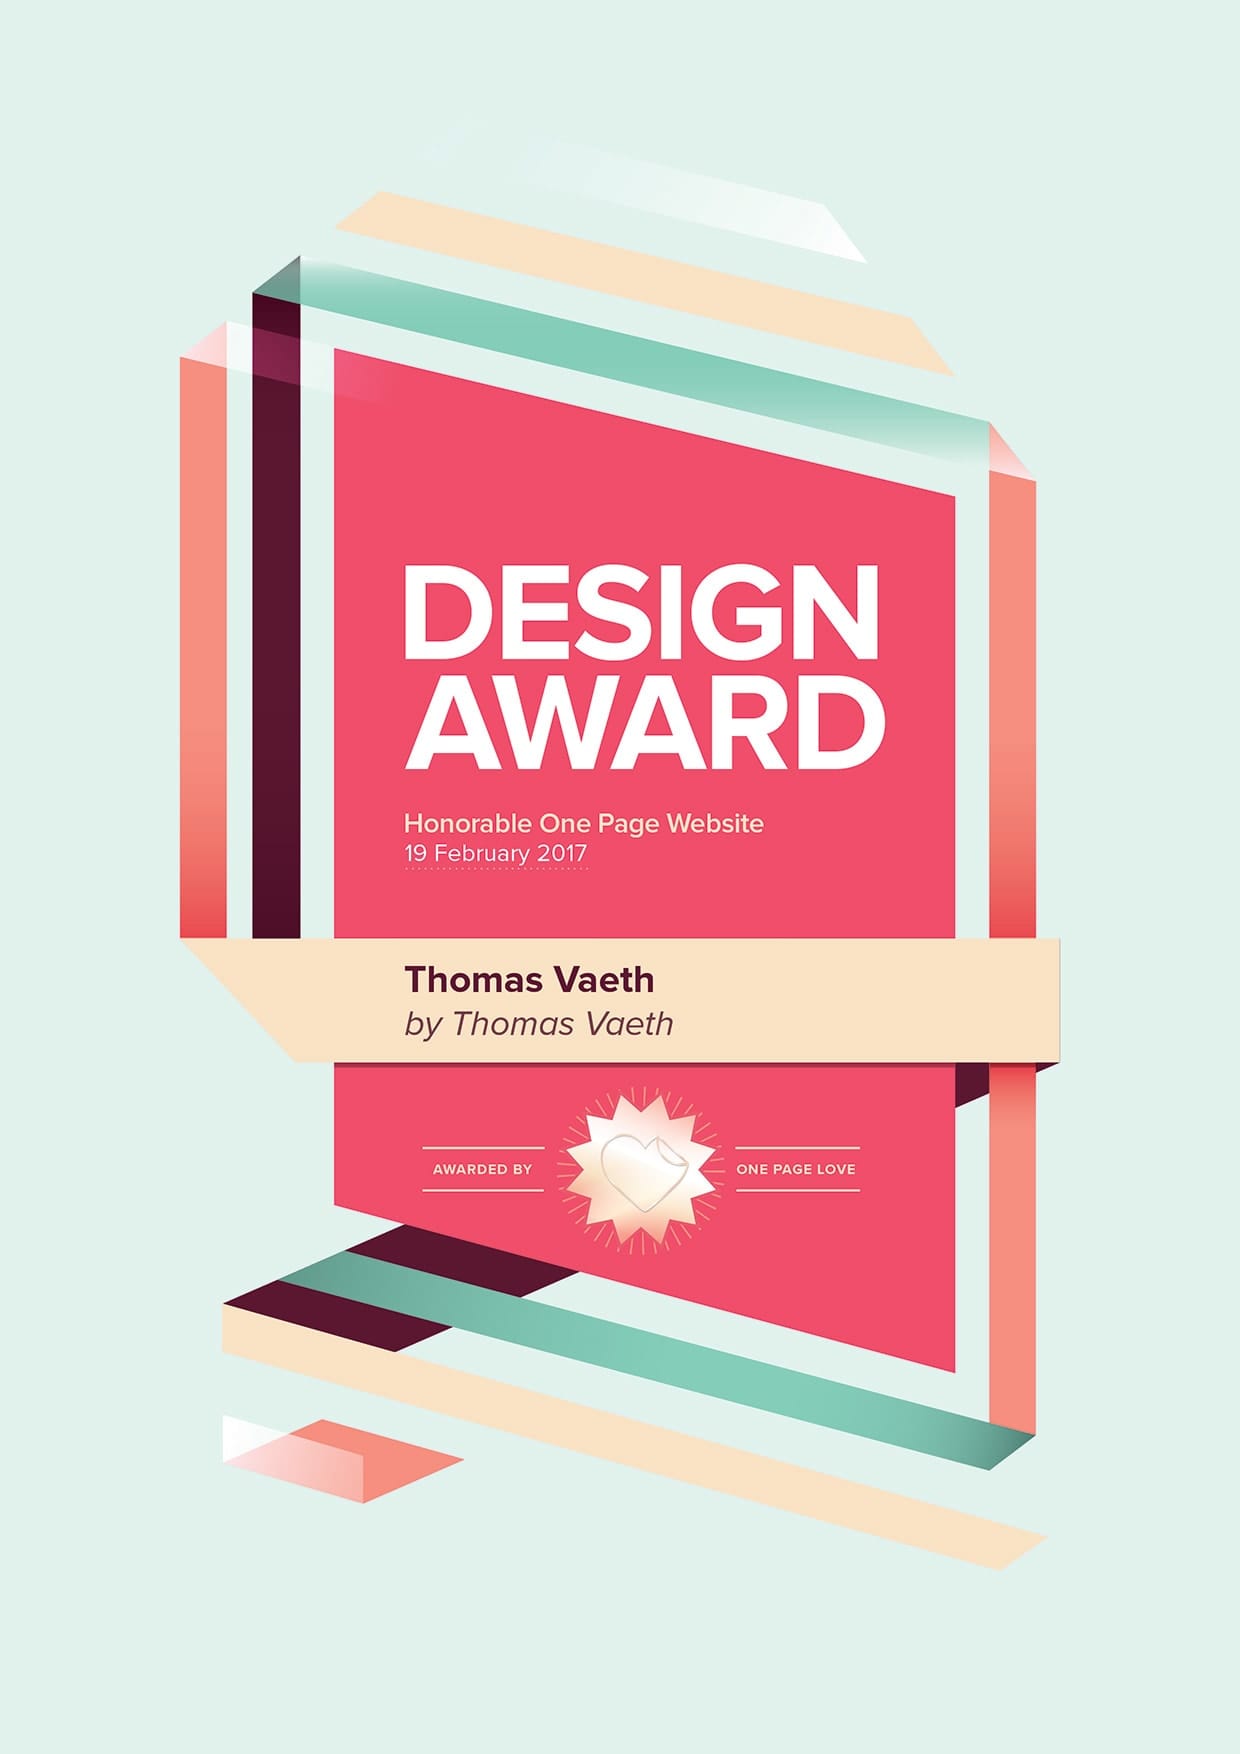 DESIGN
AWARD
Honorable One Page Website
19 February 2017
Thomas Vaeth
by Thomas Vaeth
AWARDED BY
ONE PAGE LOVE